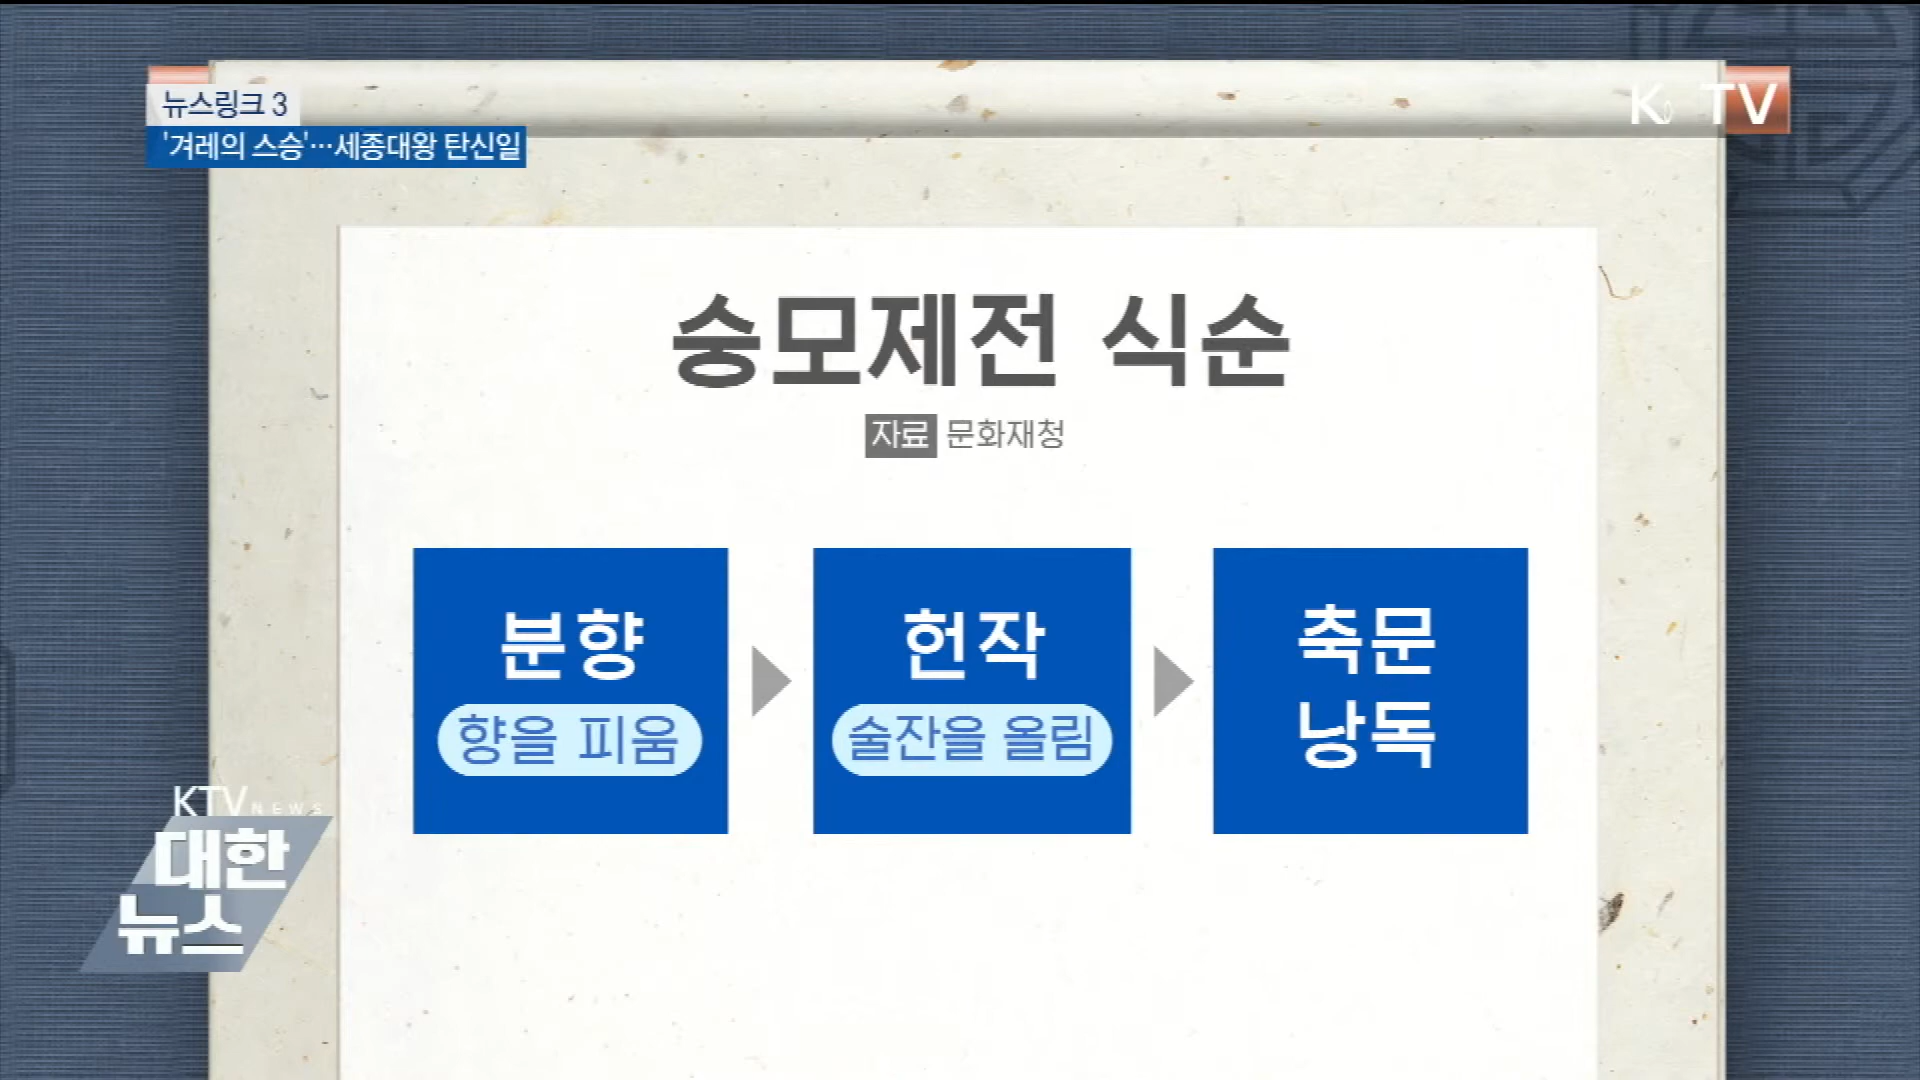 뉴스링크 3
'겨레의 스승'…세종대왕 탄신일
KTV
숭모제전 식순
자료 문화재청
분향
향을 피움
헌작
술잔을 올림
축문
낭독
KTV NEWS
대한
뉴스